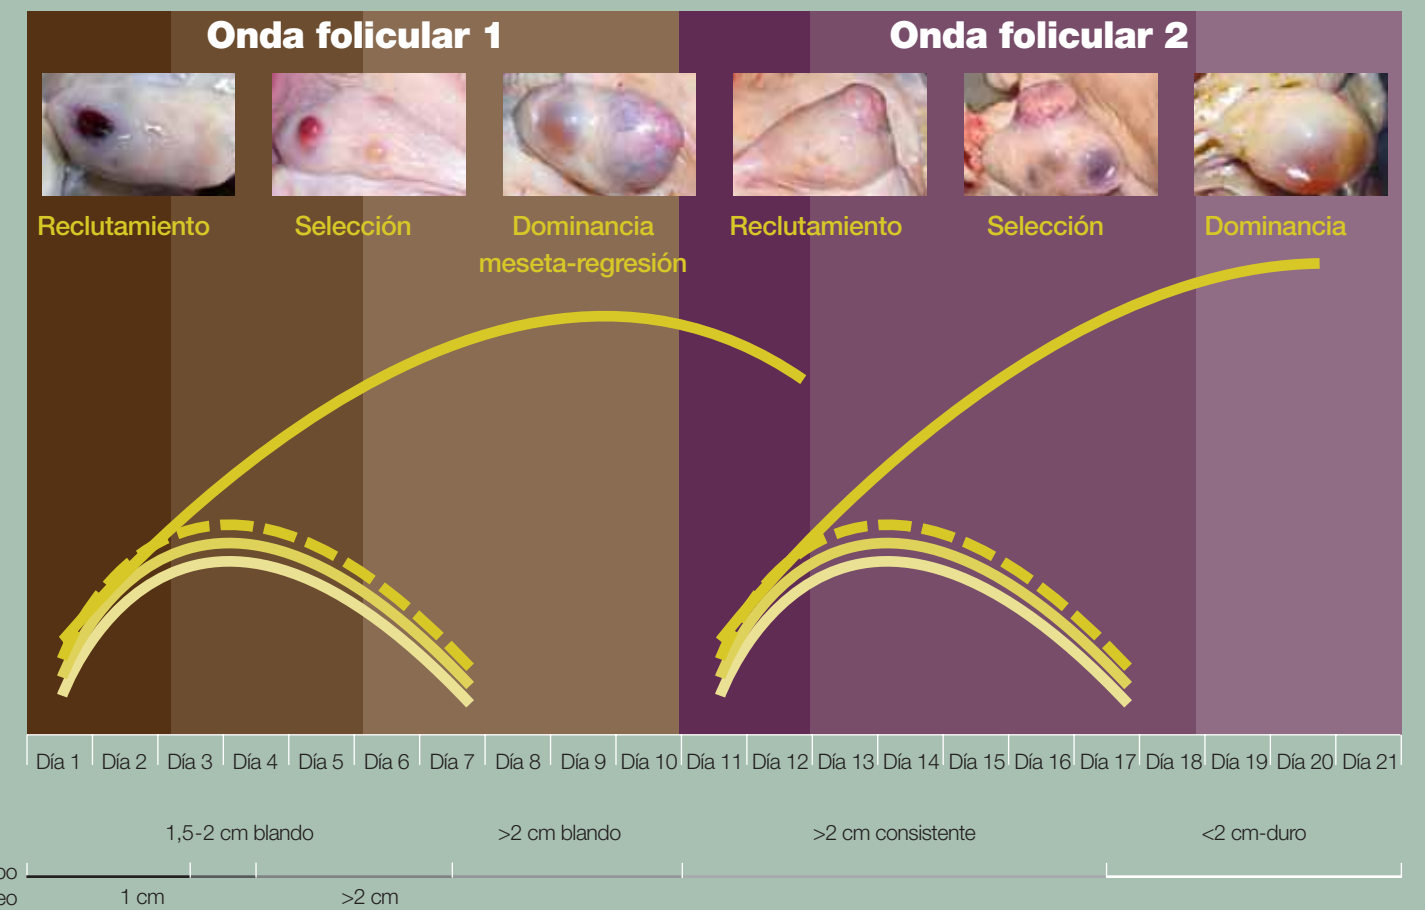 Onda folicular 1
Onda folicular 2
Reclutamiento
Selección
Dominancia
meseta-regresión
Reclutamiento
Selección
Dominancia
Día 1 Día 2 Día 3 Día 4 Día 5 Día 6 Día 7 Día 8 Día 9 Día 10 Día 11 Día 12 Día 13 Día 14 Día 15 Día 16 Día 17 Día 18 Día 19 Día 20 Día 21
1,5-2 cm blando >2 cm blando >2 cm consistente <2 cm-duro
1 cm >2 cm